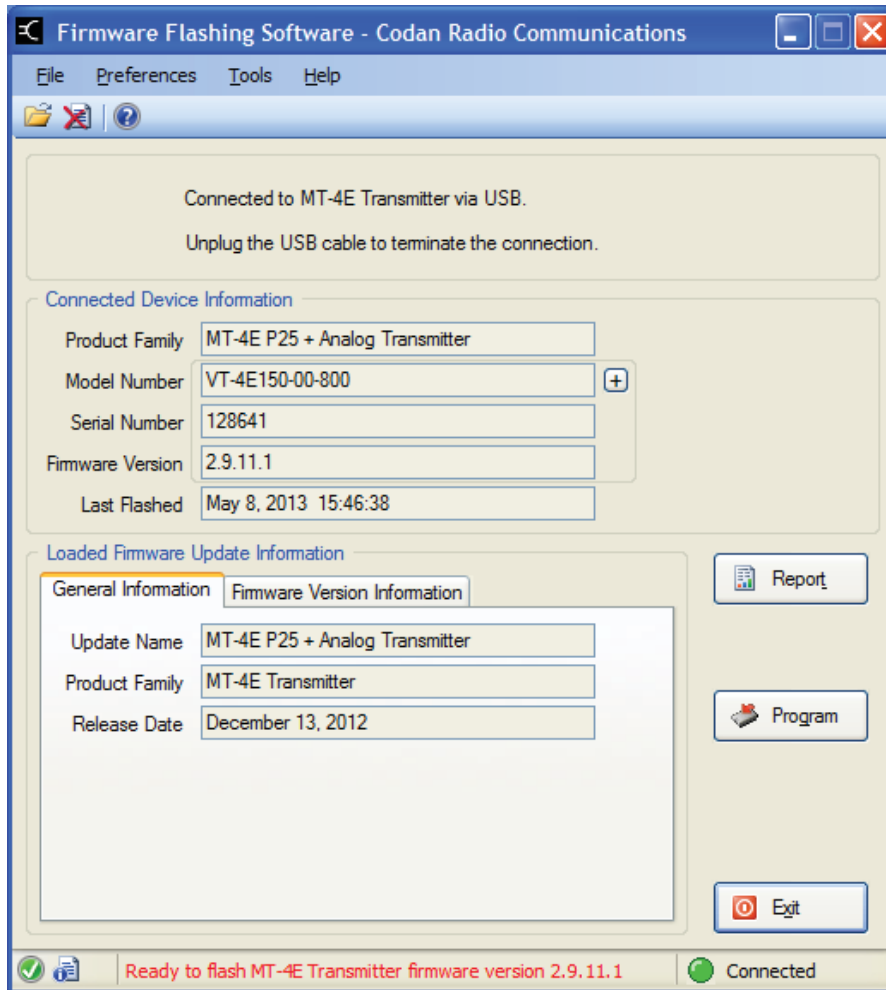 Firmware Flashing Software - Codan Radio Communications
File Preferences Tools Help
Connected to MT-4E Transmitter via USB.
Unplug the USB cable to terminate the connection.
Connected Device Information
Product Family MT-4E P25 + Analog Transmitter
Model Number VT-4E150-00-800
Serial Number 128641
Firmware Version 2.9.11.1
Last Flashed May 8, 2013 15:46:38
Loaded Firmware Update Information
General Information Firmware Version Information
Update Name MT-4E P25 + Analog Transmitter
Product Family MT-4E Transmitter
Release Date December 13, 2012
Report
Program
Exit
Ready to flash MT-4E Transmitter firmware version 2.9.11.1 Connected